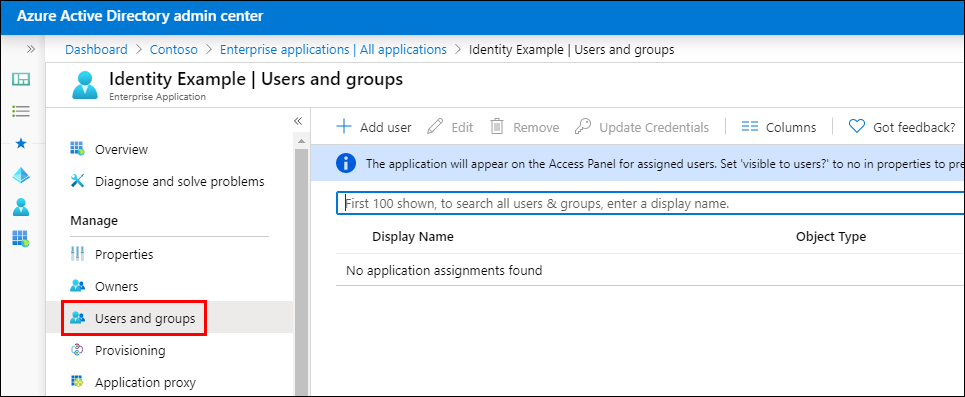 Azure Active Directory admin center
» Dashboard > Contoso > Enterprise applications | All applications > Identity Example | Users and groups
Identity Example | Users and groups
Enterprise Application
«
Overview
Diagnose and solve problems
Manage
Properties
Owners
Users and groups
Provisioning
Application proxy
+ Add user Edit Remove Update Credentials Columns Got feedback?
The application will appear on the Access Panel for assigned users. Set 'visible to users?' to no in properties to pre
First 100 shown, to search all users & groups, enter a display name.
Display Name Object Type
No application assignments found